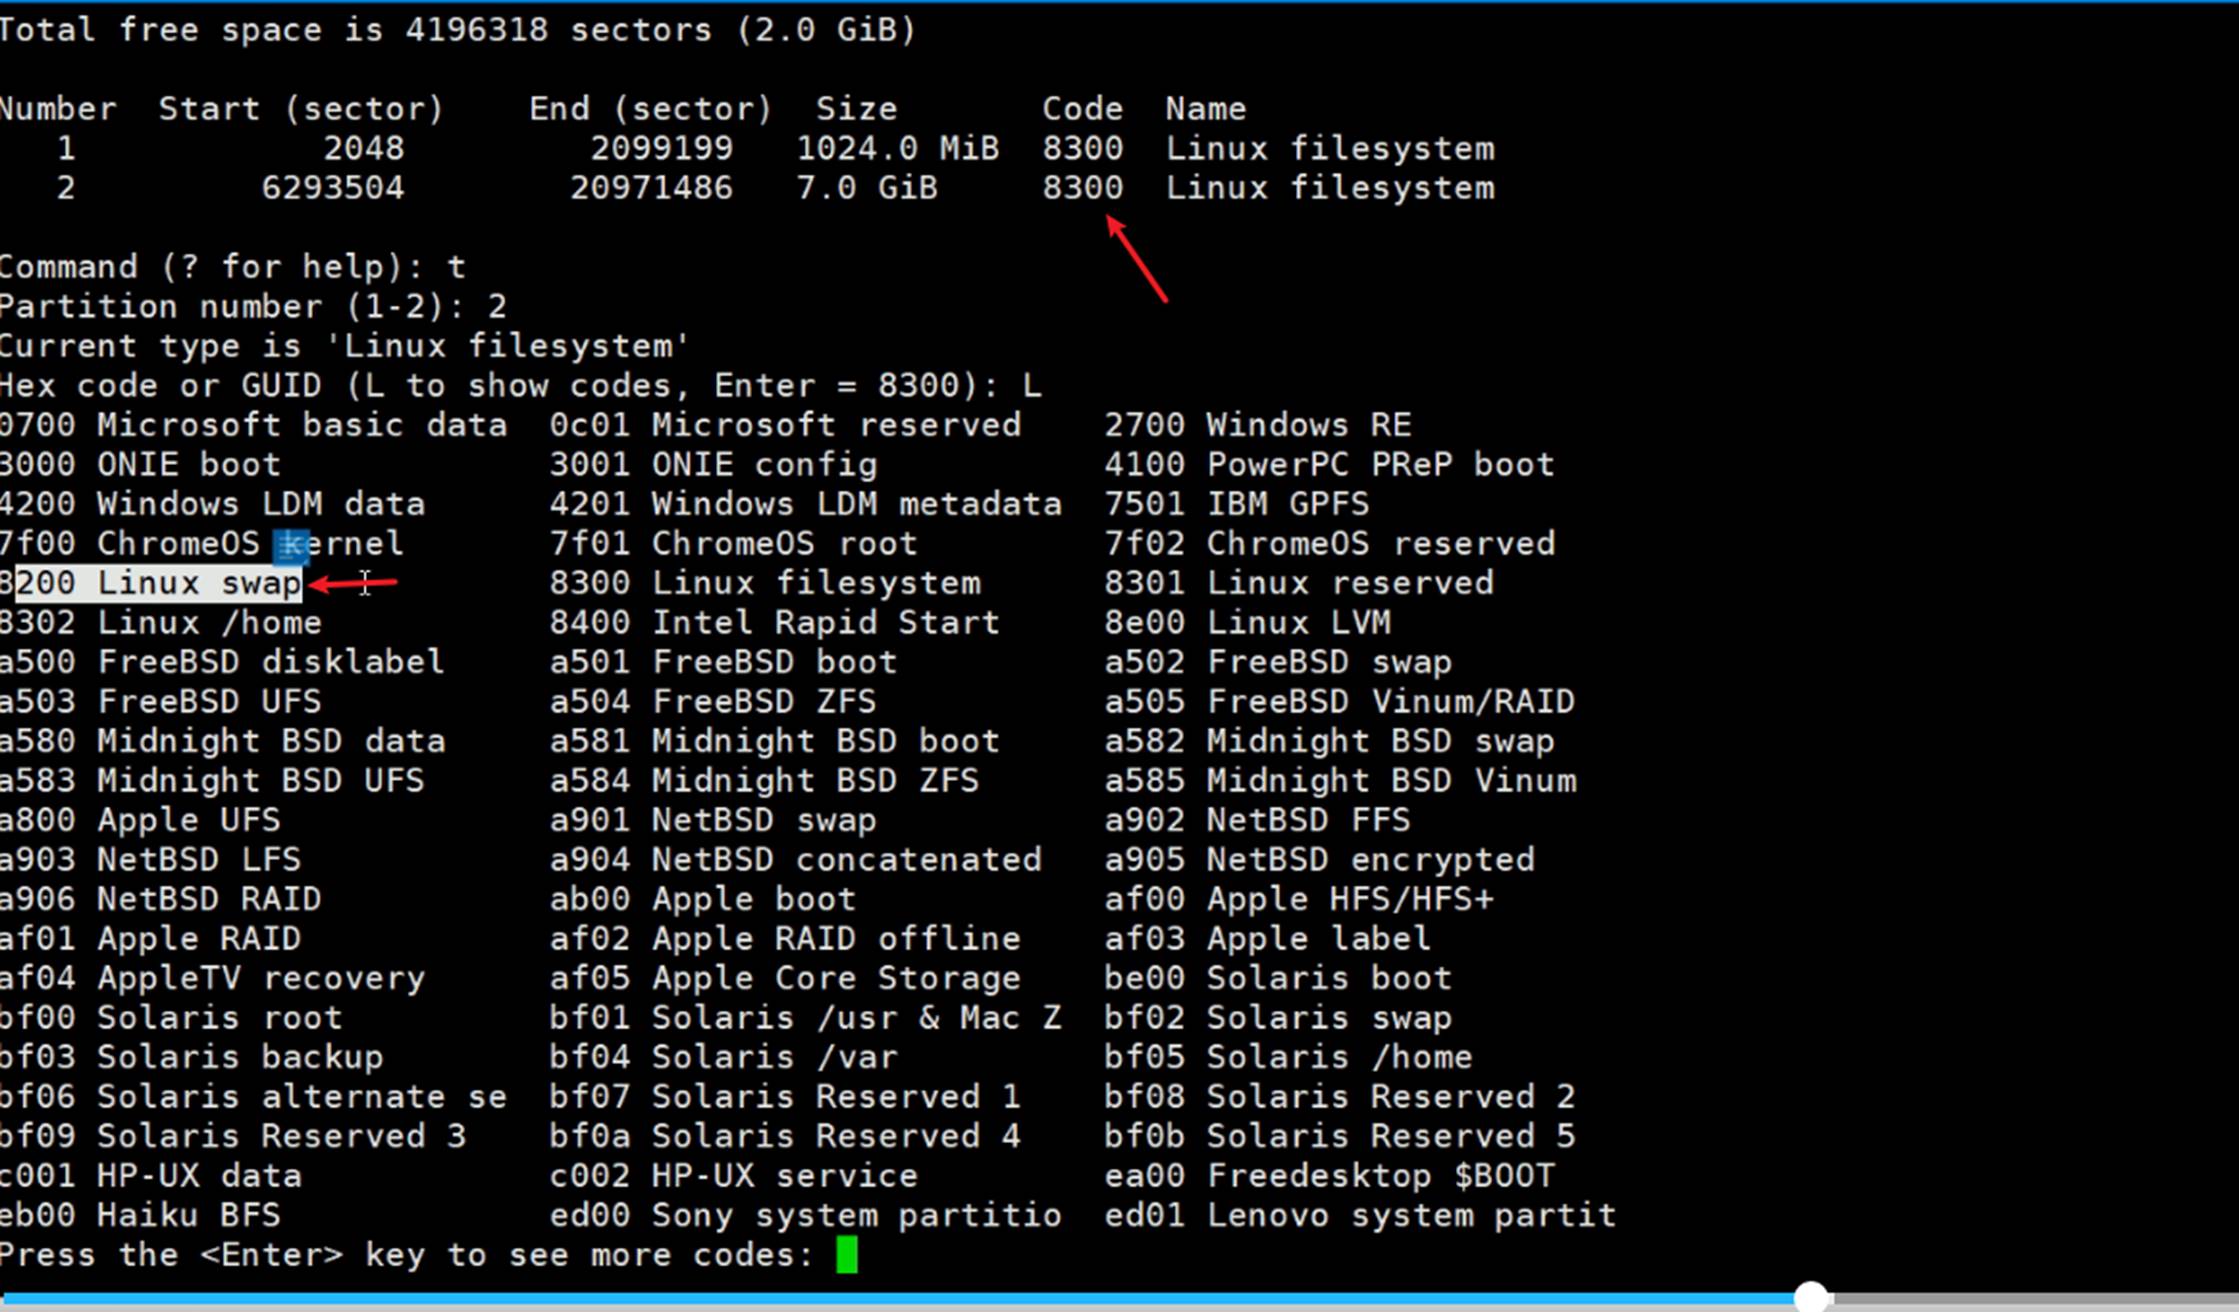 Total free space is 4196318 sectors (2.0 GiB)
Number  Start (sector)    End (sector)  Size       Code  Name
   1            2048         2099199   1024.0 MiB  8300  Linux filesystem
   2         6293504        20971486   7.0 GiB     8300  Linux filesystem
Command (? for help): t
Partition number (1-2): 2
Current type is 'Linux filesystem'
Hex code or GUID (L to show codes, Enter = 8300): L
0700 Microsoft basic data  0c01 Microsoft reserved    2700 Windows RE
3000 ONIE boot             3001 ONIE config           4100 PowerPC PReP boot
4200 Windows LDM data      4201 Windows LDM metadata  7501 IBM GPFS
7f00 ChromeOS kernel       7f01 ChromeOS root         7f02 ChromeOS reserved
8200 Linux swap            8300 Linux filesystem      8301 Linux reserved
8302 Linux /home           8400 Intel Rapid Start     8e00 Linux LVM
a500 FreeBSD disklabel     a501 FreeBSD boot          a502 FreeBSD swap
a503 FreeBSD UFS           a504 FreeBSD ZFS           a505 FreeBSD Vinum/RAID
a580 Midnight BSD data     a581 Midnight BSD boot     a582 Midnight BSD swap
a583 Midnight BSD UFS      a584 Midnight BSD ZFS      a585 Midnight BSD Vinum
a800 Apple UFS             a901 NetBSD swap           a902 NetBSD FFS
a903 NetBSD LFS            a904 NetBSD concatenated   a905 NetBSD encrypted
a906 NetBSD RAID           ab00 Apple boot            af00 Apple HFS/HFS+
af01 Apple RAID            af02 Apple RAID offline    af03 Apple label
af04 AppleTV recovery      af05 Apple Core Storage    be00 Solaris boot
bf00 Solaris root          bf01 Solaris /usr & Mac Z  bf02 Solaris swap
bf03 Solaris backup        bf04 Solaris /var          bf05 Solaris /home
bf06 Solaris alternate se  bf07 Solaris Reserved 1    bf08 Solaris Reserved 2
bf09 Solaris Reserved 3    bf0a Solaris Reserved 4    bf0b Solaris Reserved 5
c001 HP-UX data            c002 HP-UX service         ea00 Freedesktop $BOOT
eb00 Haiku BFS             ed00 Sony system partitio  ed01 Lenovo system partit
Press the <Enter> key to see more codes: